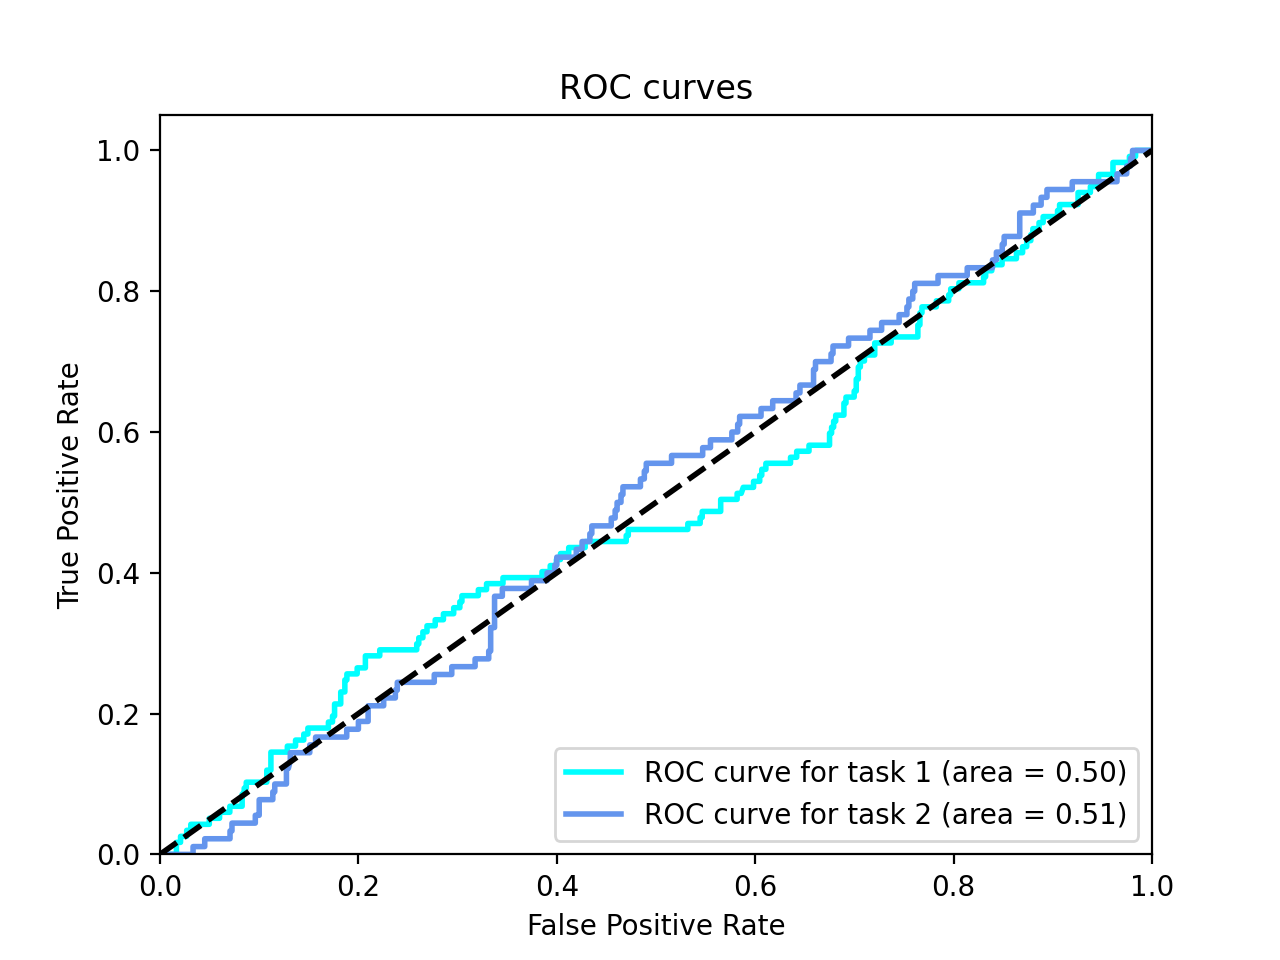 ROC curves
1.0
0.8
0.6
0.4
0.2
0.0
True Positive Rate
ROC curve for task 1 (area = 0.50)
ROC curve for task 2 (area = 0.51)
0.0 0.2 0.4 0.6 0.8 1.0
False Positive Rate